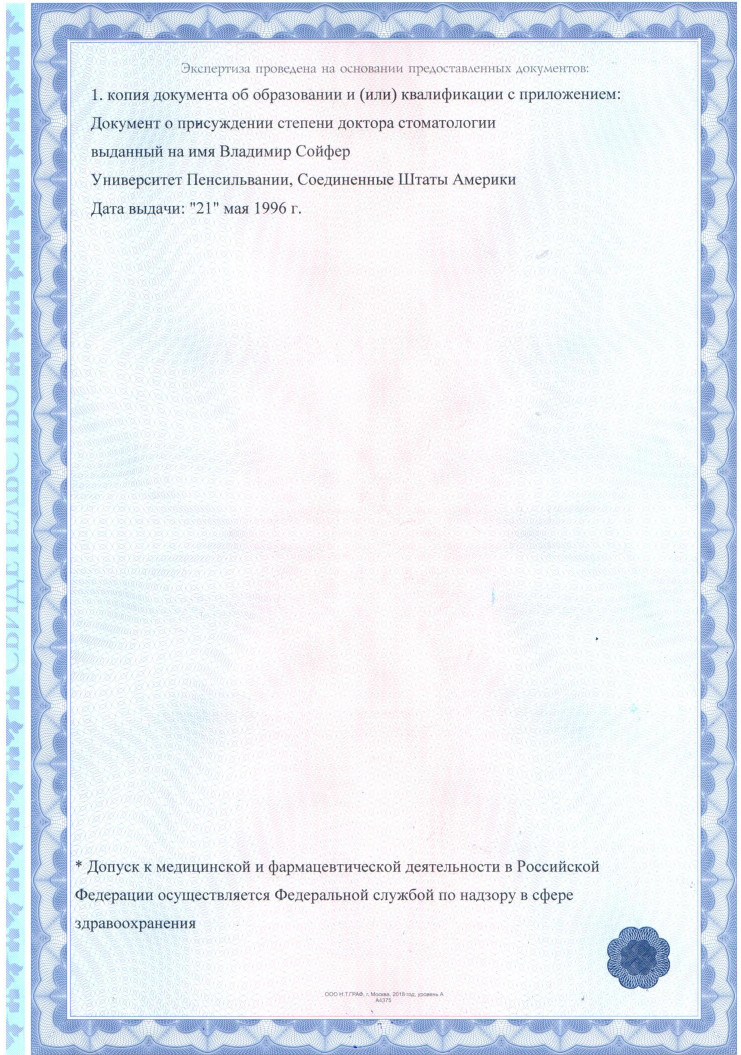 Экспертиза проведена на основании предоставленных документов:
1. копия документа об образовании и (или) квалификации с приложением:
Документ о присуждении степени доктора стоматологии
выданный на имя Владимир Сойфер
Университет Пенсильвании, Соединенные Штаты Америки
Дата выдачи: "21" мая 1996 г.
СВИДЕТЕЛЬСТВО
* Допуск к медицинской и фармацевтической деятельности в Российской
Федерации осуществляется Федеральной службой по надзору в сфере
здравоохранения
ООО Н.Т.ГРАФ, г. Москва, 2019 год, уровень А